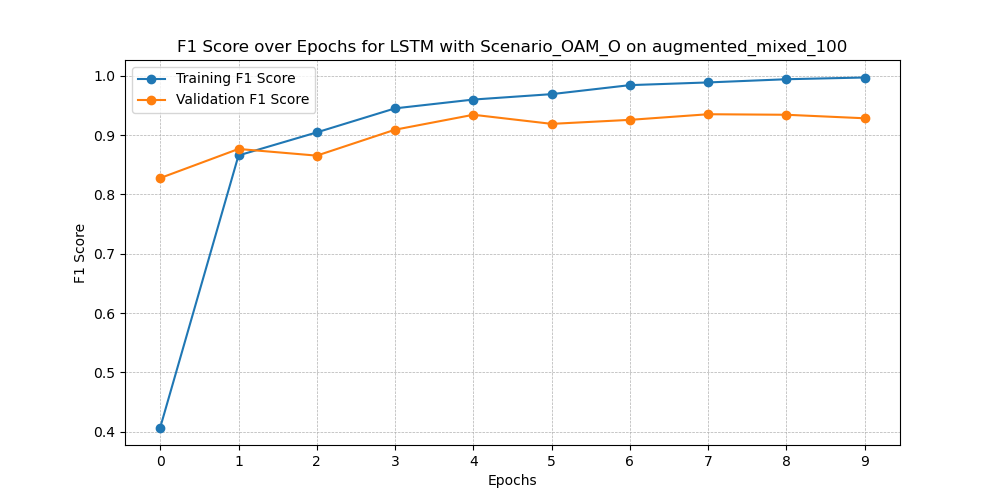 F1 Score over Epochs for LSTM with Scenario_OAM_O on augmented_mixed_100
Training F1 Score
Validation F1 Score
F1 Score
1.0
0.9
0.8
0.7
0.6
0.5
0.4
0 1 2 3 4 5 6 7 8 9
Epochs